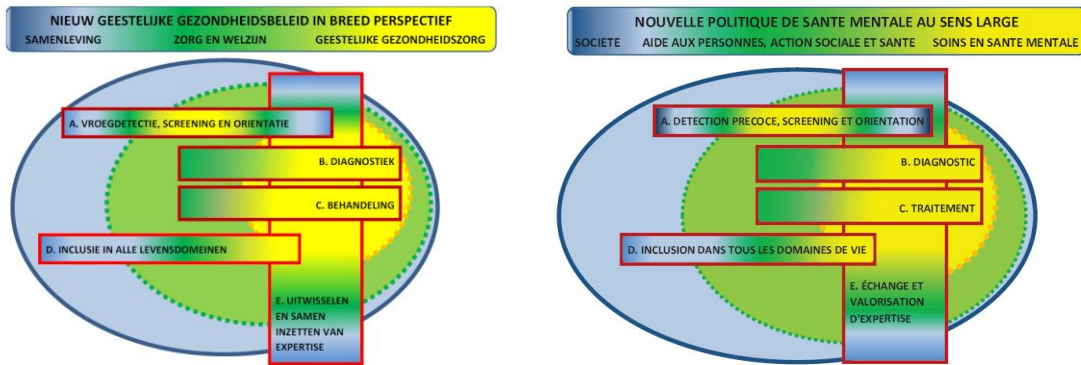 NIEUW GEESTELIJKE GEZONDHEIDSBELEID IN BREED PERSPECTIEF
SAMENLEVING ZORG EN WELZIJN GEESTELIJKE GEZONDHEIDSZORG
A. VROEGDETECTIE, SCREENING EN ORIENTATIE
B. DIAGNOSTIEK
C. BEHANDELING
D. INCLUSIE IN ALLE LEVENSDOMEINEN
E. UITWISSELEN
EN SAMEN
INZETTEN VAN
EXPERTISE
NOUVELLE POLITIQUE DE SANTE MENTALE AU SENS LARGE
SOCIETE AIDE AUX PERSONNES, ACTION SOCIALE ET SANTE SOINS EN SANTE MENTALE
A. DETECTION PRECOCE, SCREENING ET ORIENTATION
B. DIAGNOSTIC
C. TRAITEMENT
D. INCLUSION DANS TOUS LES DOMAINES DE VIE
E. ÉCHANGE ET
VALORISATION
D'EXPERTISE